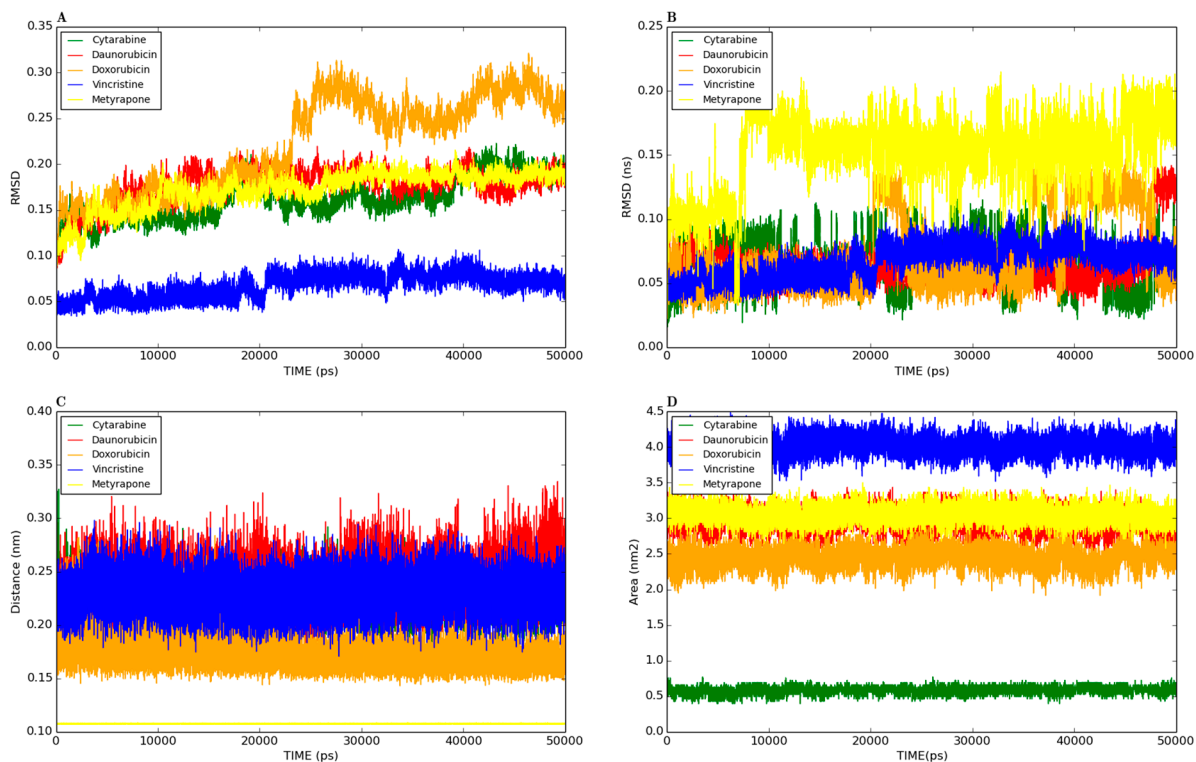 A
0.35
0.30
0.25
0.20
0.15
0.10
0.05
0.00
RMSD
Cytarabine
Daunorubicin
Doxorubicin
Vincristine
Metyrapone
0 10000 20000 30000 40000 50000
TIME (ps)
B
0.25
0.20
0.15
0.10
0.05
0.00
RMSD (ns)
Cytarabine
Daunorubicin
Doxorubicin
Vincristine
Metyrapone
0 10000 20000 30000 40000 50000
TIME (ps)
C
0.40
0.35
0.30
0.25
0.20
0.15
0.10
Distance (nm)
Cytarabine
Daunorubicin
Doxorubicin
Vincristine
Metyrapone
0 10000 20000 30000 40000 50000
TIME (ps)
D
4.5
4.0
3.5
3.0
2.5
2.0
1.5
1.0
0.5
0.0
Area (nm2)
Cytarabine
Daunorubicin
Doxorubicin
Vincristine
Metyrapone
0 10000 20000 30000 40000 50000
TIME(ps)